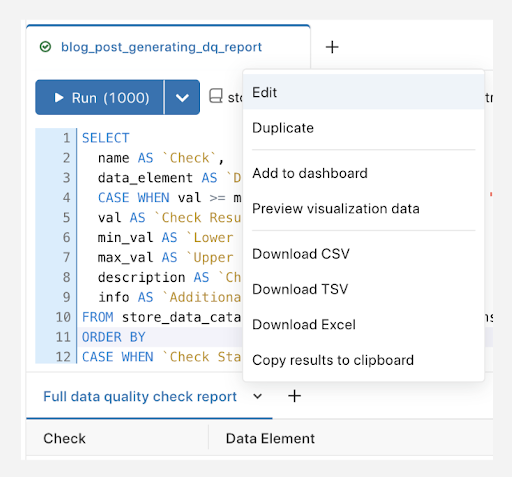 blog_post_generating_dq_report
Run (1000)
Edit
Duplicate
Add to dashboard
Preview visualization data
Download CSV
Download TSV
Download Excel
Copy results to clipboard
1 SELECT
2 name AS `Check`,
3 data_element AS `D
4 CASE WHEN val >= m
5 val AS `Check Resu
6 min_val AS `Lower
7 max_val AS `Upper
8 description AS `Ch
9 info AS `Additiona
10 FROM store_data_cata
11 ORDER BY
12 CASE WHEN `Check Sta
Full data quality check report
Check Data Element